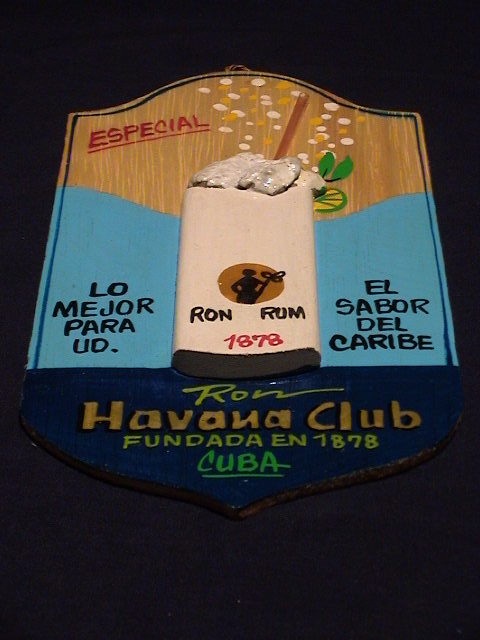 ESPECIAL
LO
MEJOR
PARA
UD.
RON RUM
1878
EL
SABOR
DEL
CARIBE
Ron
Havana Club
FUNDADA EN 1878
CUBA